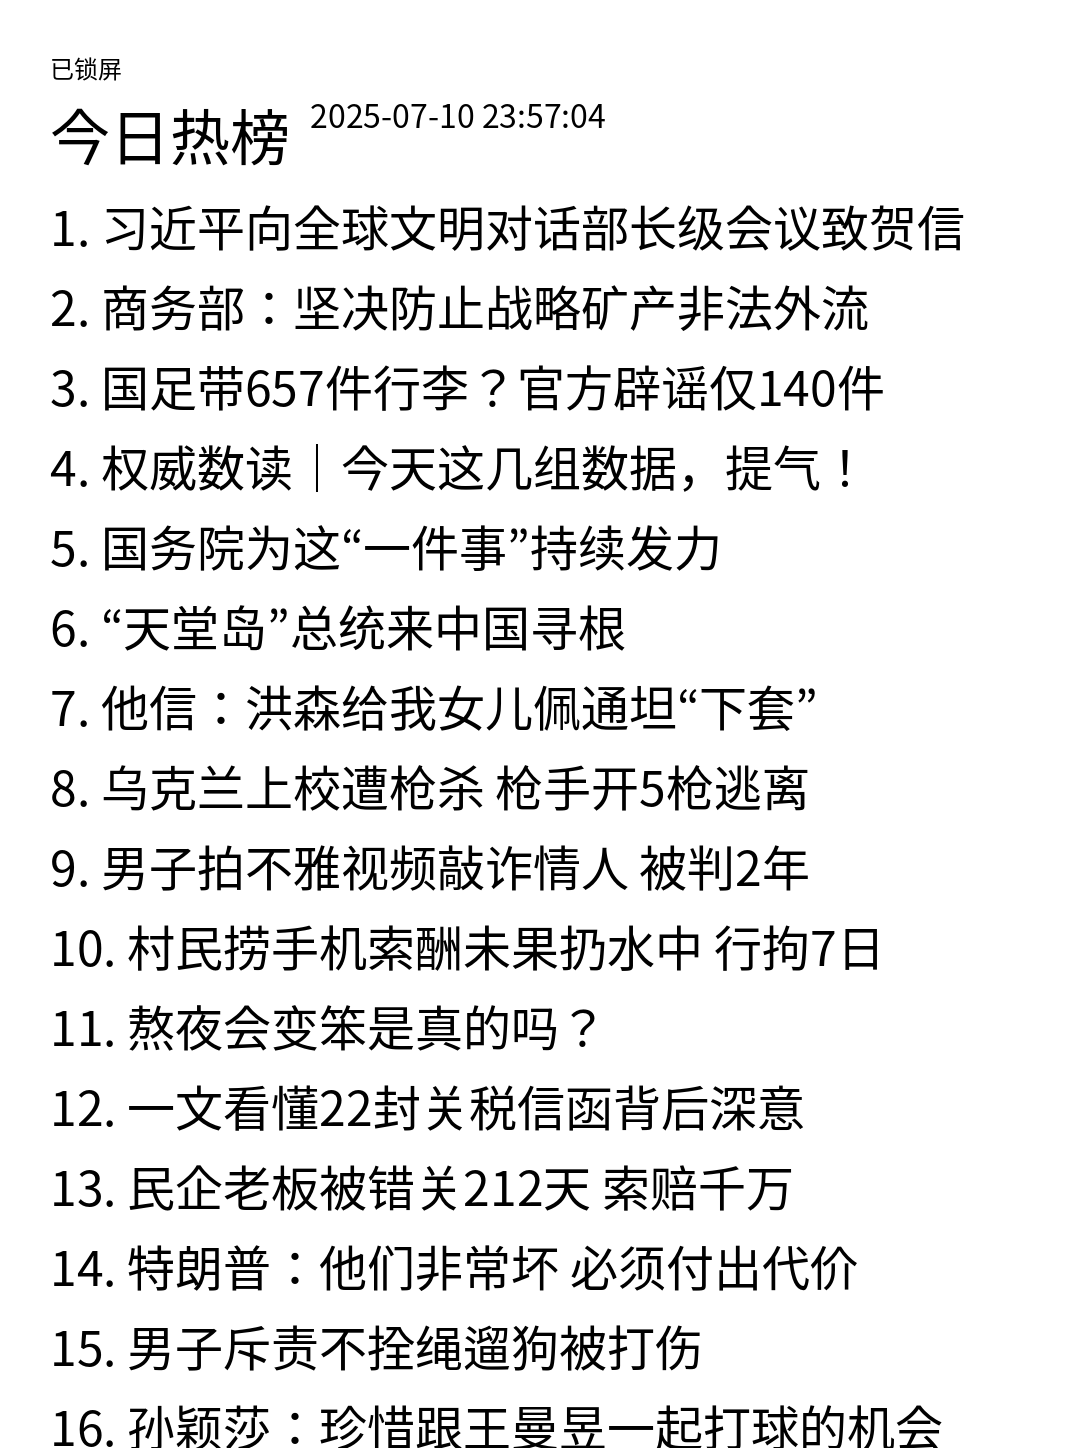 已锁屏
今日热榜 2025-07-10 23:57:04
1. 习近平向全球文明对话部长级会议致贺信
2. 商务部：坚决防止战略矿产非法外流
3. 国足带657件行李？官方辟谣仅140件
4. 权威数读｜今天这几组数据，提气！
5. 国务院为这“一件事”持续发力
6. “天堂岛”总统来中国寻根
7. 他信：洪森给我女儿佩通坦“下套”
8. 乌克兰上校遭枪杀 枪手开5枪逃离
9. 男子拍不雅视频敲诈情人 被判2年
10. 村民捞手机索酬未果扔水中 行拘7日
11. 熬夜会变笨是真的吗？
12. 一文看懂22封关税信函背后深意
13. 民企老板被错关212天 索赔千万
14. 特朗普：他们非常坏 必须付出代价
15. 男子斥责不拴绳遛狗被打伤
16. 孙颖莎：珍惜跟王曼昱一起打球的机会